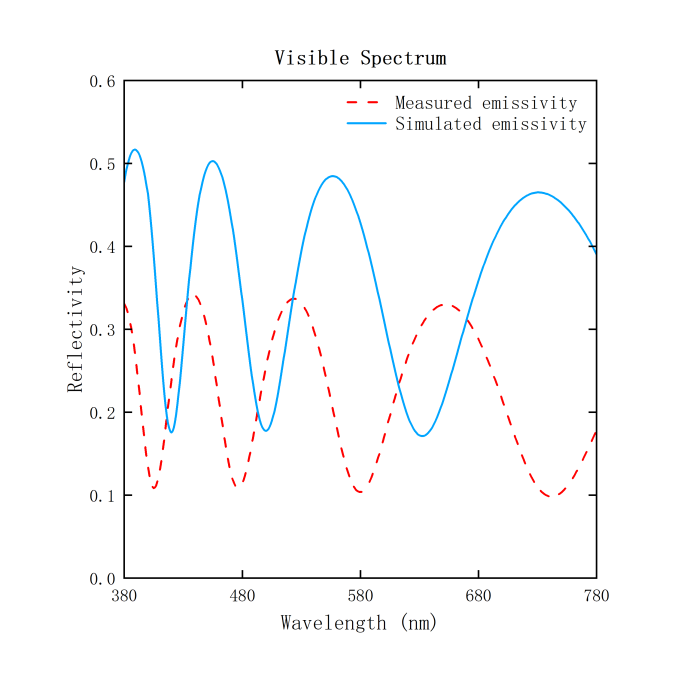 Visible Spectrum
0.6
Measured emissivity
Simulated emissivity
0.5
0.4
0.3
0.2
0.1
0.0
Reflectivity
380 480 580 680 780
Wavelength (nm)